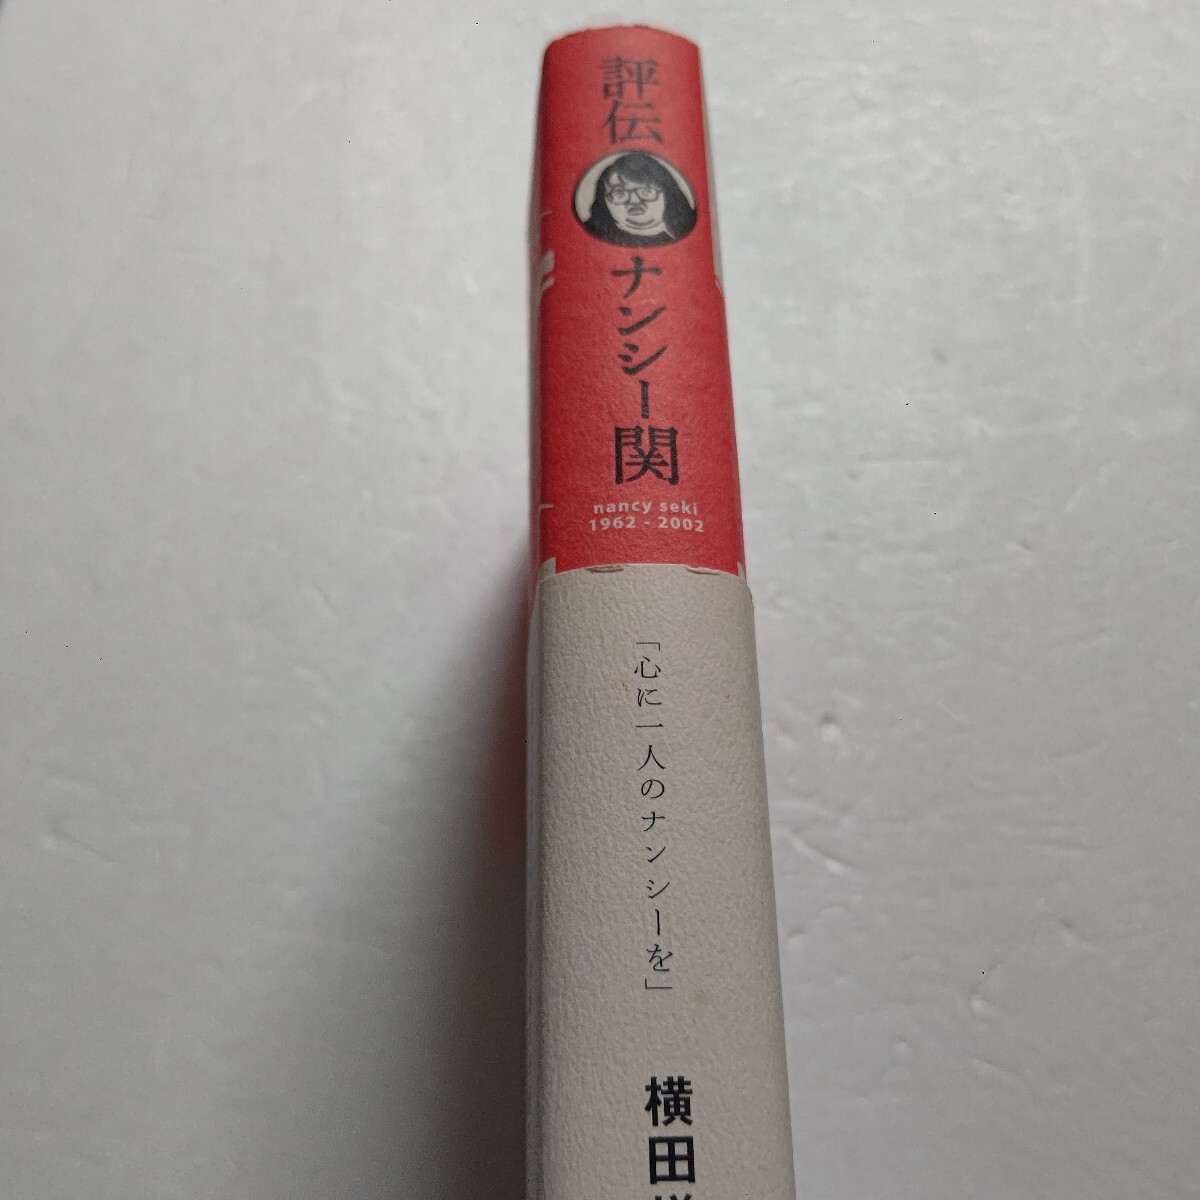 評伝
ナンシー関
nancy seki
1962 - 2002
「心に一人のナンシーを」
横田